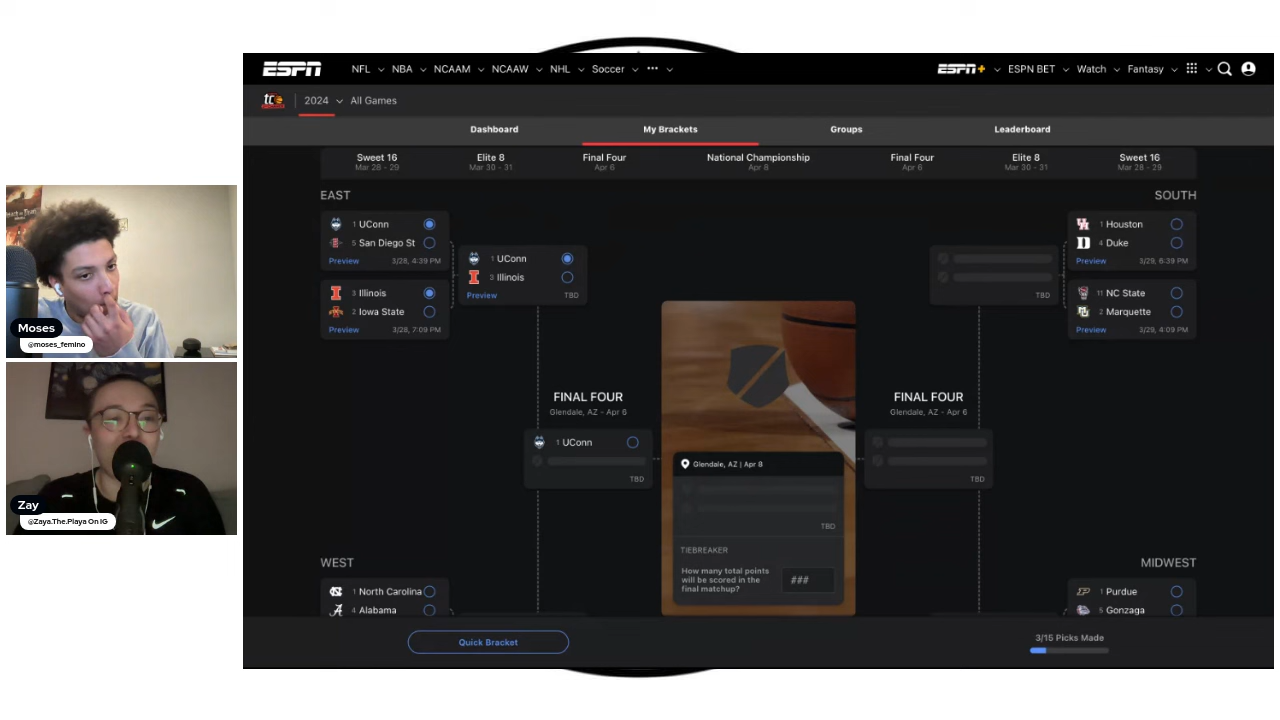 ESPN
NFL NBA NCAAM NCAAW NHL Soccer ...
ESPN+ ESPN BET Watch Fantasy
2024 All Games
Dashboard My Brackets Groups Leaderboard
Sweet 16 Elite 8 Final Four National Championship Final Four Elite 8 Sweet 16
Mar 28 - 29 Mar 30 - 31 Apr 6 Apr 8 Apr 6 Mar 30 - 31 Mar 28 - 29
EAST
1 UConn
5 San Diego St
Preview 3/28, 4:39 PM
3 Illinois
2 Iowa State
Preview 3/28, 7:09 PM
1 UConn
3 Illinois
Preview TBD
FINAL FOUR
Glendale, AZ - Apr 6
1 UConn
TBD
WEST
1 North Carolina
4 Alabama
Glendale, AZ | Apr 8
TBD
TIEBREAKER
How many total points
will be scored in the
final matchup?
###
SOUTH
TBD
1 Houston
4 Duke
Preview 3/29, 6:39 PM
11 NC State
2 Marquette
Preview 3/29, 4:09 PM
FINAL FOUR
Glendale, AZ - Apr 6
TBD
MIDWEST
1 Purdue
5 Gonzaga
Quick Bracket
3/15 Picks Made
Moses
@moses_femino
Zay
@Zaya.The.Playa On IG